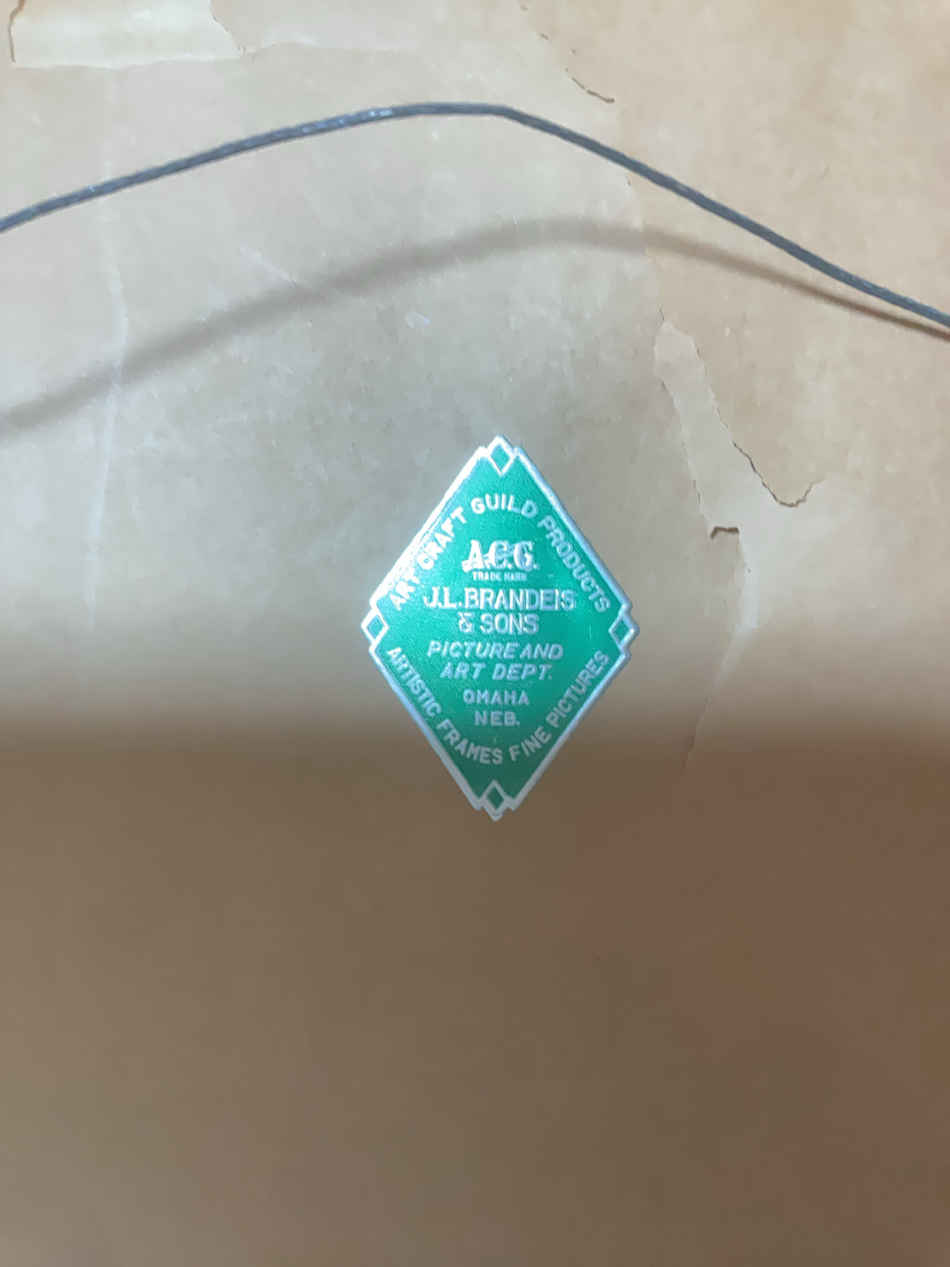 ART CRAFT GUILD PRODUCTS
A.C.G.
TRADE MARK
J.L. BRANDEIS
& SONS
PICTURE AND
ART DEPT.
OMAHA
NEB.
ARTISTIC FRAMES FINE PICTURES